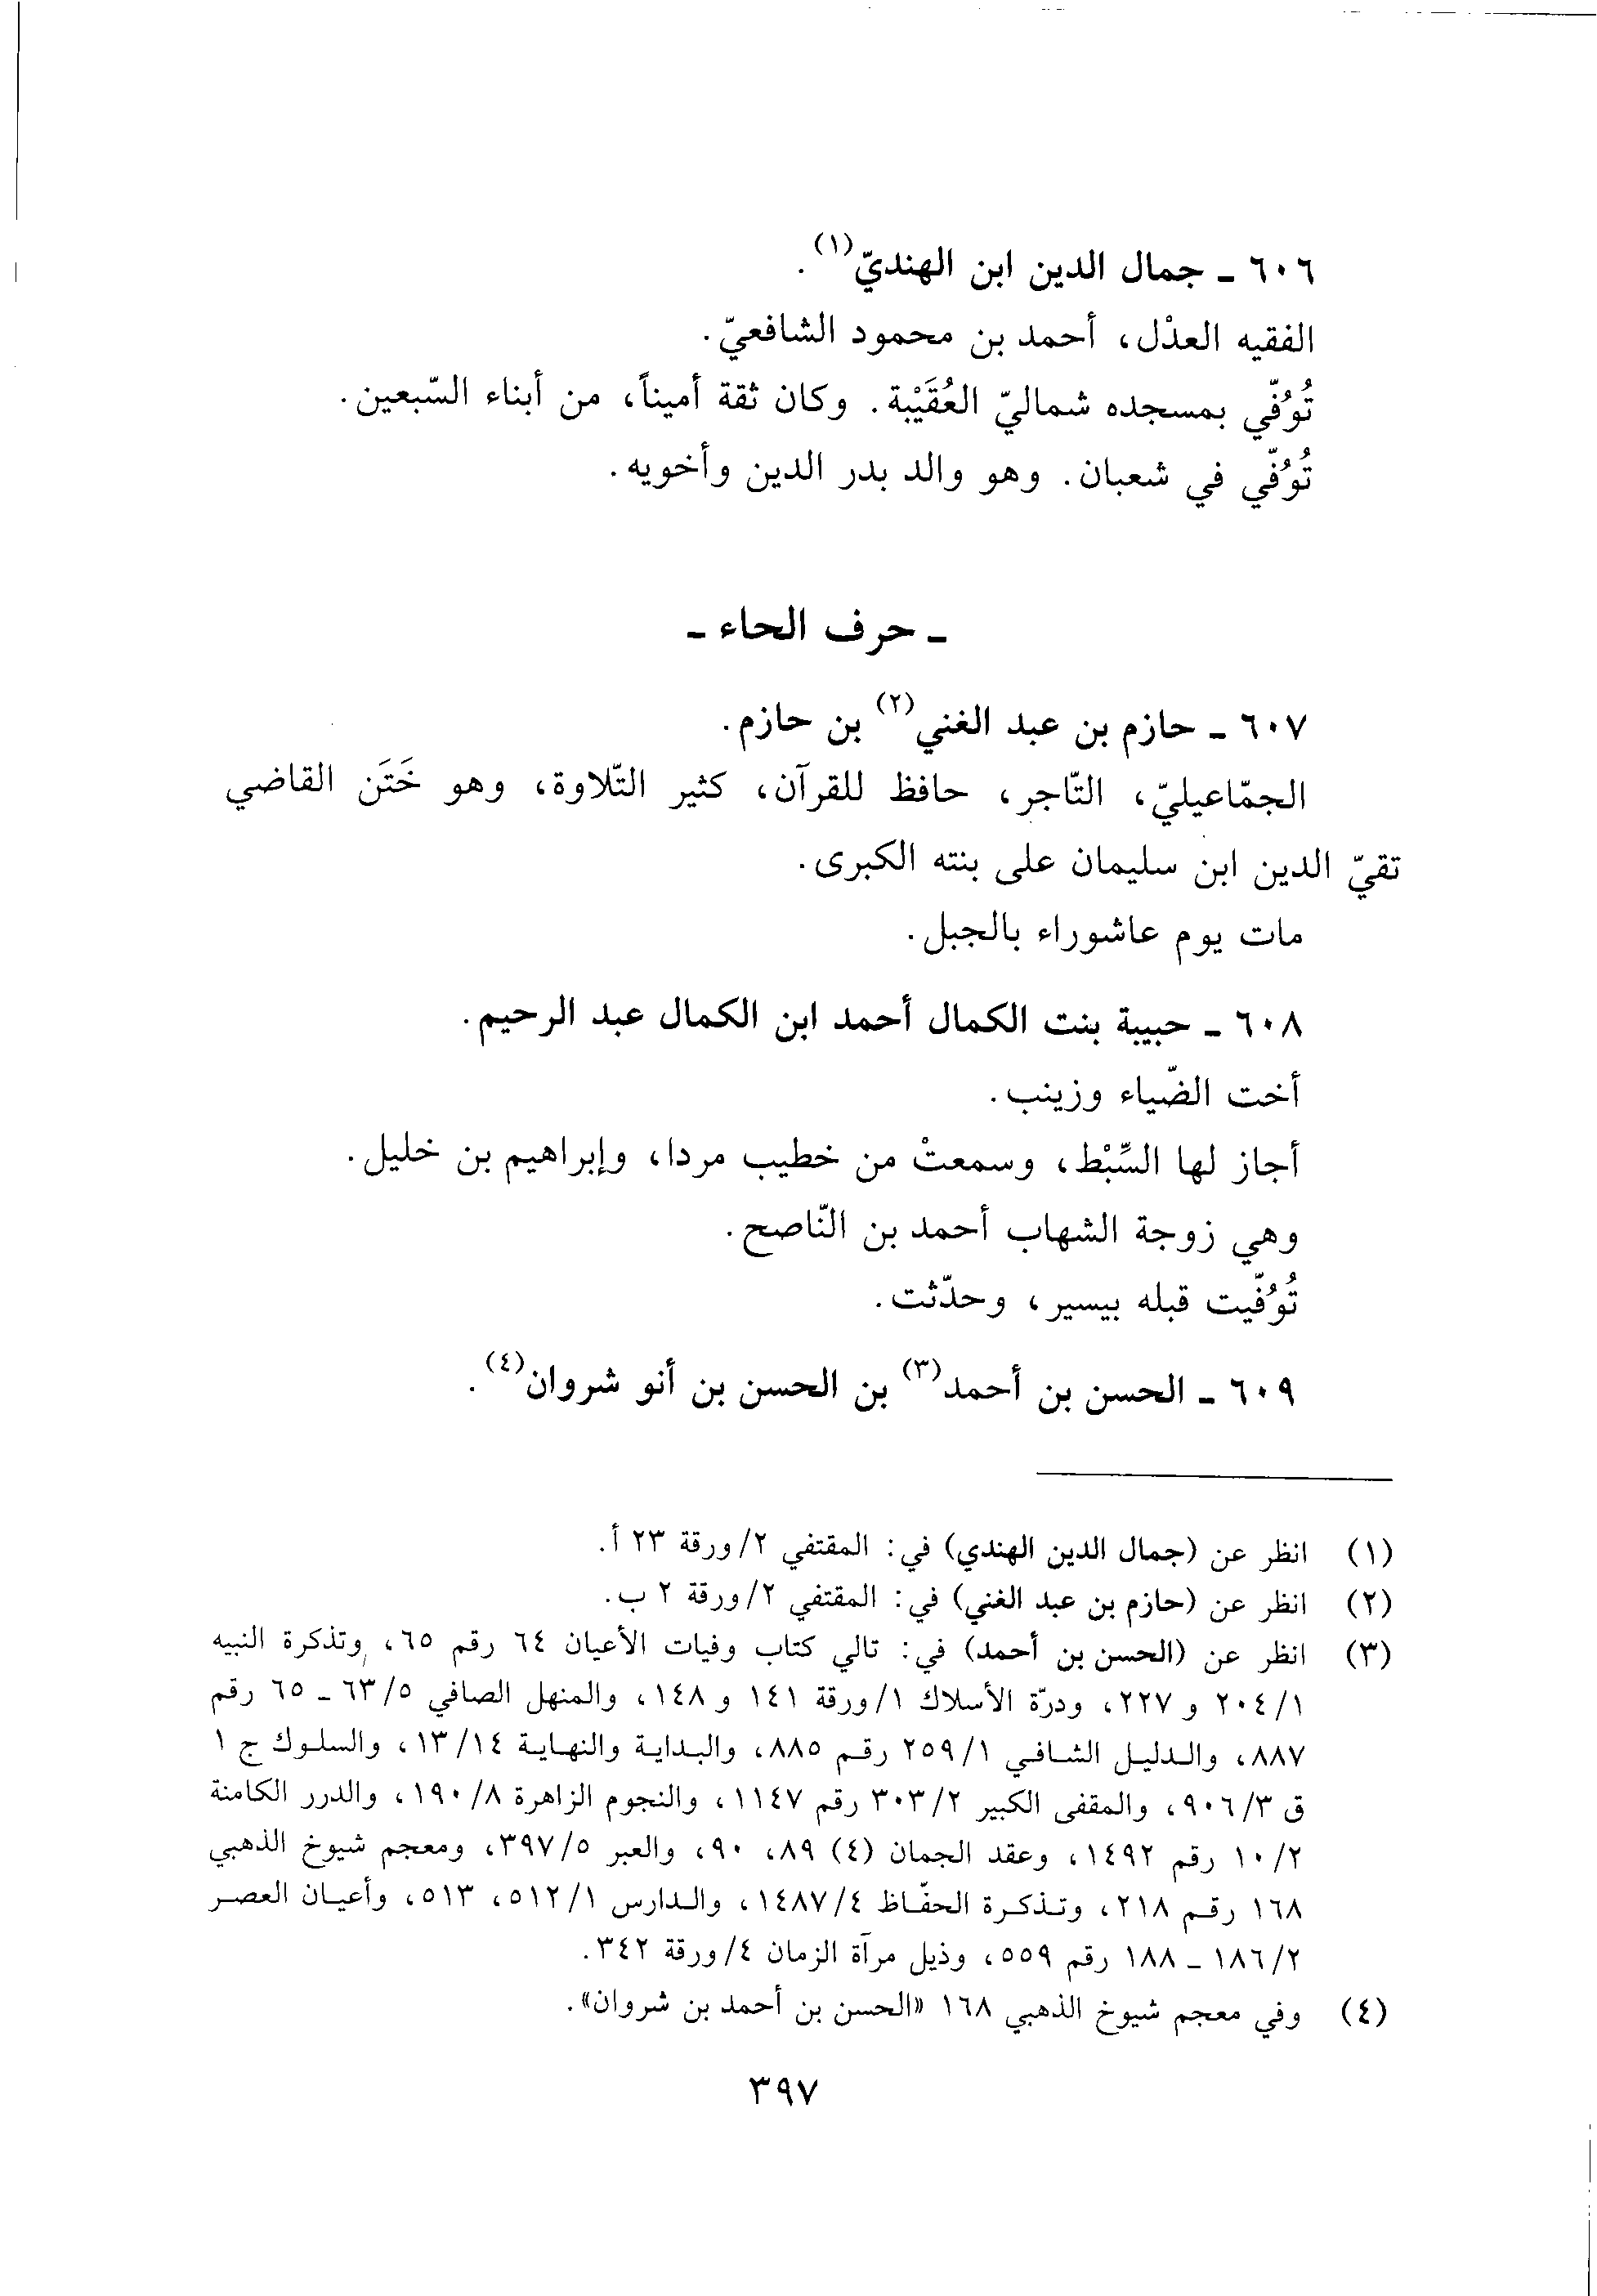 ٦٠٦ ـ جمال الدين ابن الهنديّ(١).
الفقيه العدْل، أحمد بن محمود الشافعيّ.
تُوُفّي بمسجده شماليّ العُقَيْبة. وكان ثقة أميناً، من أبناء السّبعين.
تُوُفّي في شعبان. وهو والد بدر الدين وأخويه.
ـ حرف الحاء ـ
٦٠٧ ـ حازم بن عبد الغني(٢) بن حازم.
الجمّاعيليّ، التّاجر، حافظ للقرآن، كثير التّلاوة، وهو خَتَن القاضي
تقيّ الدين ابن سليمان على بنته الكبرى.
مات يوم عاشوراء بالجبل.
٦٠٨ ـ حبيبة بنت الكمال أحمد ابن الكمال عبد الرحيم.
أخت الضّياء وزينب.
أجاز لها السِّبْط، وسمعتْ من خطيب مردا، وإبراهيم بن خليل.
وهي زوجة الشهاب أحمد بن النّاصح.
تُوُفّيت قبله بيسير، وحدّثت.
٦٠٩ ـ الحسن بن أحمد(٣) بن الحسن بن أنو شروان(٤).
(١) انظر عن (جمال الدين الهندي) في: المقتفي ٢/ورقة ٢٣ أ.
(٢) انظر عن (حازم بن عبد الغني) في: المقتفي ٢/ورقة ٢ ب.
(٣) انظر عن (الحسن بن أحمد) في: تالي كتاب وفيات الأعيان ٦٤ رقم ٦٥، وتذكرة النبيه
٢٠٤/١ و ٢٢٧، ودرّة الأسلاك ١/ورقة ١٤١ و ١٤٨، والمنهل الصافي ٦٣/٥ ـ ٦٥ رقم
٨٨٧، والدليل الشافي ٢٥٩/١ رقم ٨٨٥، والبداية والنهاية ١٣/١٤، والسلوك ج ١
ق ٩٠٦/٣، والمقفى الكبير ٣٠٣/٢ رقم ١١٤٧، والنجوم الزاهرة ١٩٠/٨، والدرر الكامنة
١٠/٢ رقم ١٤٩٢، وعقد الجمان (٤) ٨٩، ٩٠، والعبر ٣٩٧/٥، ومعجم شيوخ الذهبي
١٦٨ رقم ٢١٨، وتذكرة الحفّاظ ١٤٨٧/٤، والدارس ٥١٢/١، ٥١٣، وأعيان العصر
١٨٦/٢ ـ ١٨٨ رقم ٥٥٩، وذيل مرآة الزمان ٤/ورقة ٣٤٢.
(٤) وفي معجم شيوخ الذهبي ١٦٨ «الحسن بن أحمد بن شروان».
٣٩٧